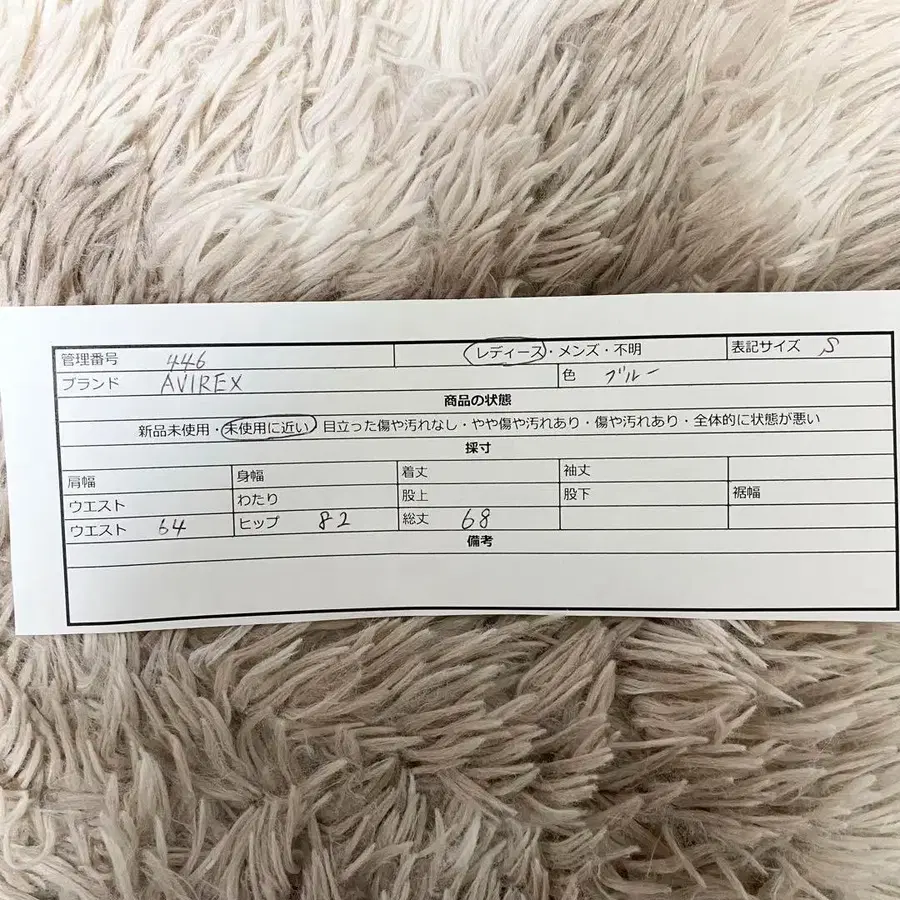 管理番号 446 レディース・メンズ・不明 表記サイズ S
ブランド AVIREX 色 ブルー
商品の状態
新品未使用・未使用に近い・目立った傷や汚れなし・やや傷や汚れあり・傷や汚れあり・全体的に状態が悪い
採寸
肩幅 身幅 着丈 袖丈
ウエスト わたり 股上 股下 裾幅
ウエスト 64 ヒップ 82 総丈 68
備考